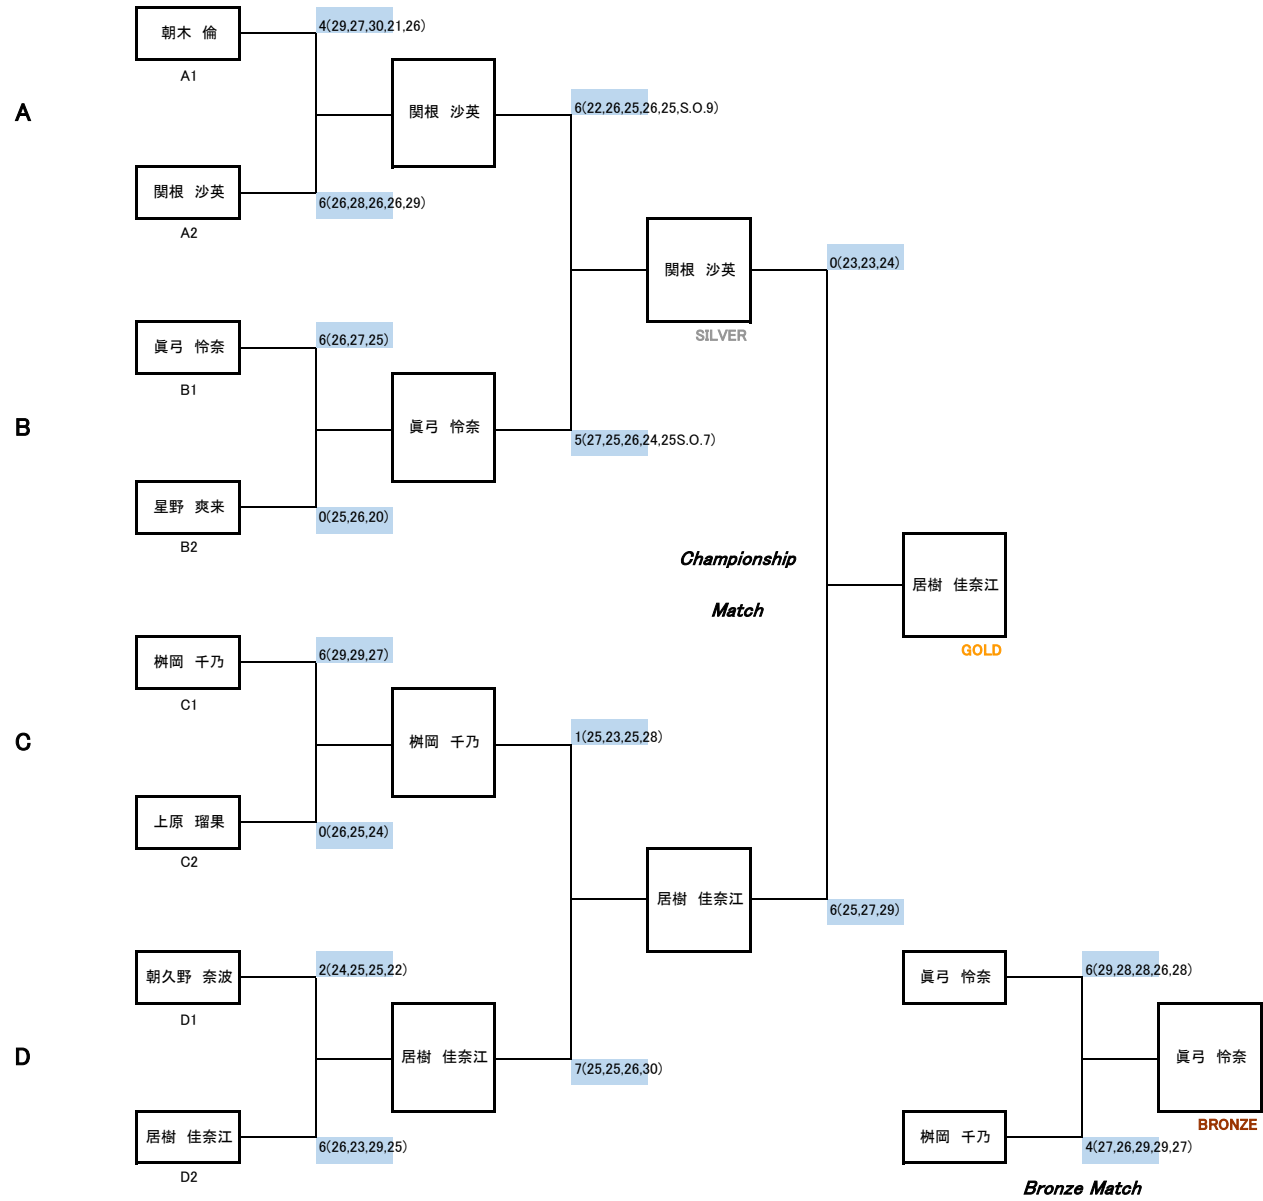 朝木　倫
4(29,27,30,21,26)
A1
関根　沙英
6(22,26,25,26,25,S.O.9)
A
関根　沙英
6(26,28,26,26,29)
A2
関根　沙英
0(23,23,24)
SILVER
眞弓　怜奈
6(26,27,25)
B1
眞弓　怜奈
5(27,25,26,24,25S.O.7)
B
星野　爽来
0(25,26,20)
B2
Championship
Match
居樹　佳奈江
GOLD
桝岡　千乃
6(29,29,27)
C1
桝岡　千乃
1(25,23,25,28)
C
上原　瑠果
0(26,25,24)
C2
居樹　佳奈江
6(25,27,29)
朝久野　奈波
2(24,25,25,22)
D1
居樹　佳奈江
7(25,25,26,30)
D
居樹　佳奈江
6(26,23,29,25)
D2
眞弓　怜奈
6(29,28,28,26,28)
眞弓　怜奈
BRONZE
桝岡　千乃
4(27,26,29,29,27)
Bronze Match